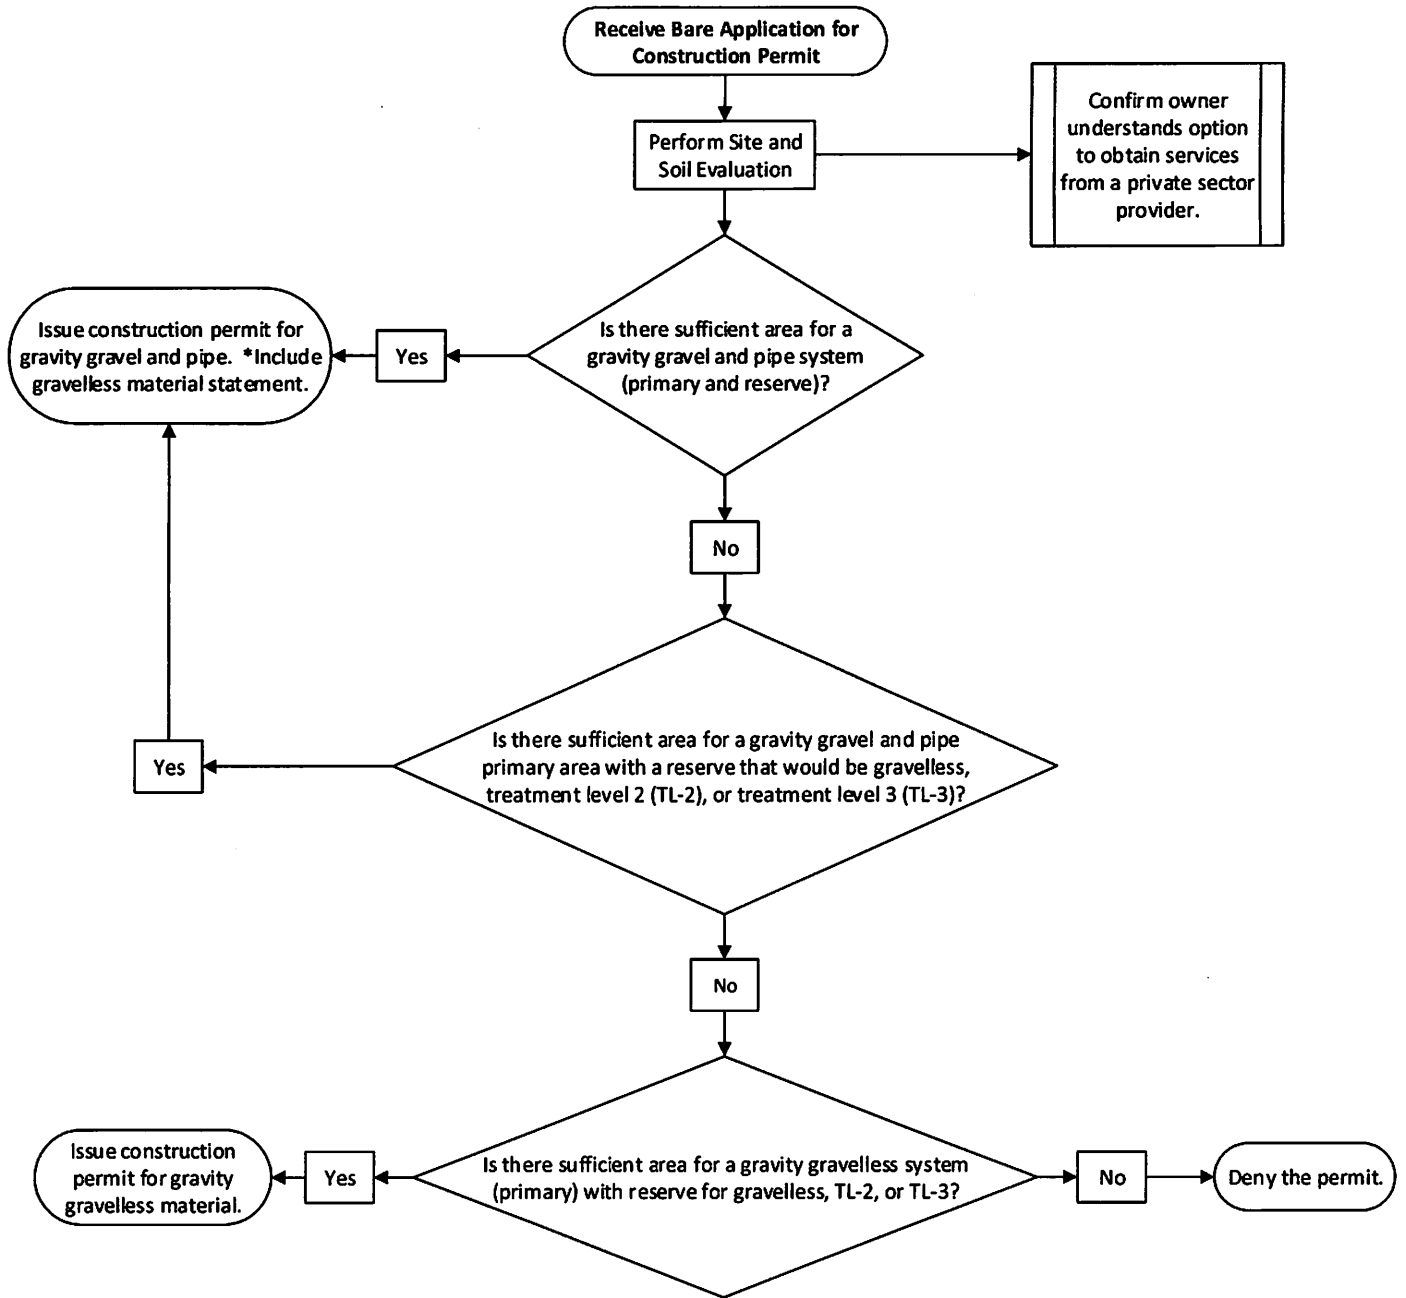 Receive Bare Application for
Construction Permit
Perform Site and
Soil Evaluation
Confirm owner
understands option
to obtain services
from a private sector
provider.
Is there sufficient area for a
gravity gravel and pipe system
(primary and reserve)?
Yes
Issue construction permit for
gravity gravel and pipe. *Include
gravelless material statement.
No
Is there sufficient area for a gravity gravel and pipe
primary area with a reserve that would be gravelless,
treatment level 2 (TL-2), or treatment level 3 (TL-3)?
Yes
No
Is there sufficient area for a gravity gravelless system
(primary) with reserve for gravelless, TL-2, or TL-3?
Yes
Issue construction
permit for gravity
gravelless material.
No
Deny the permit.